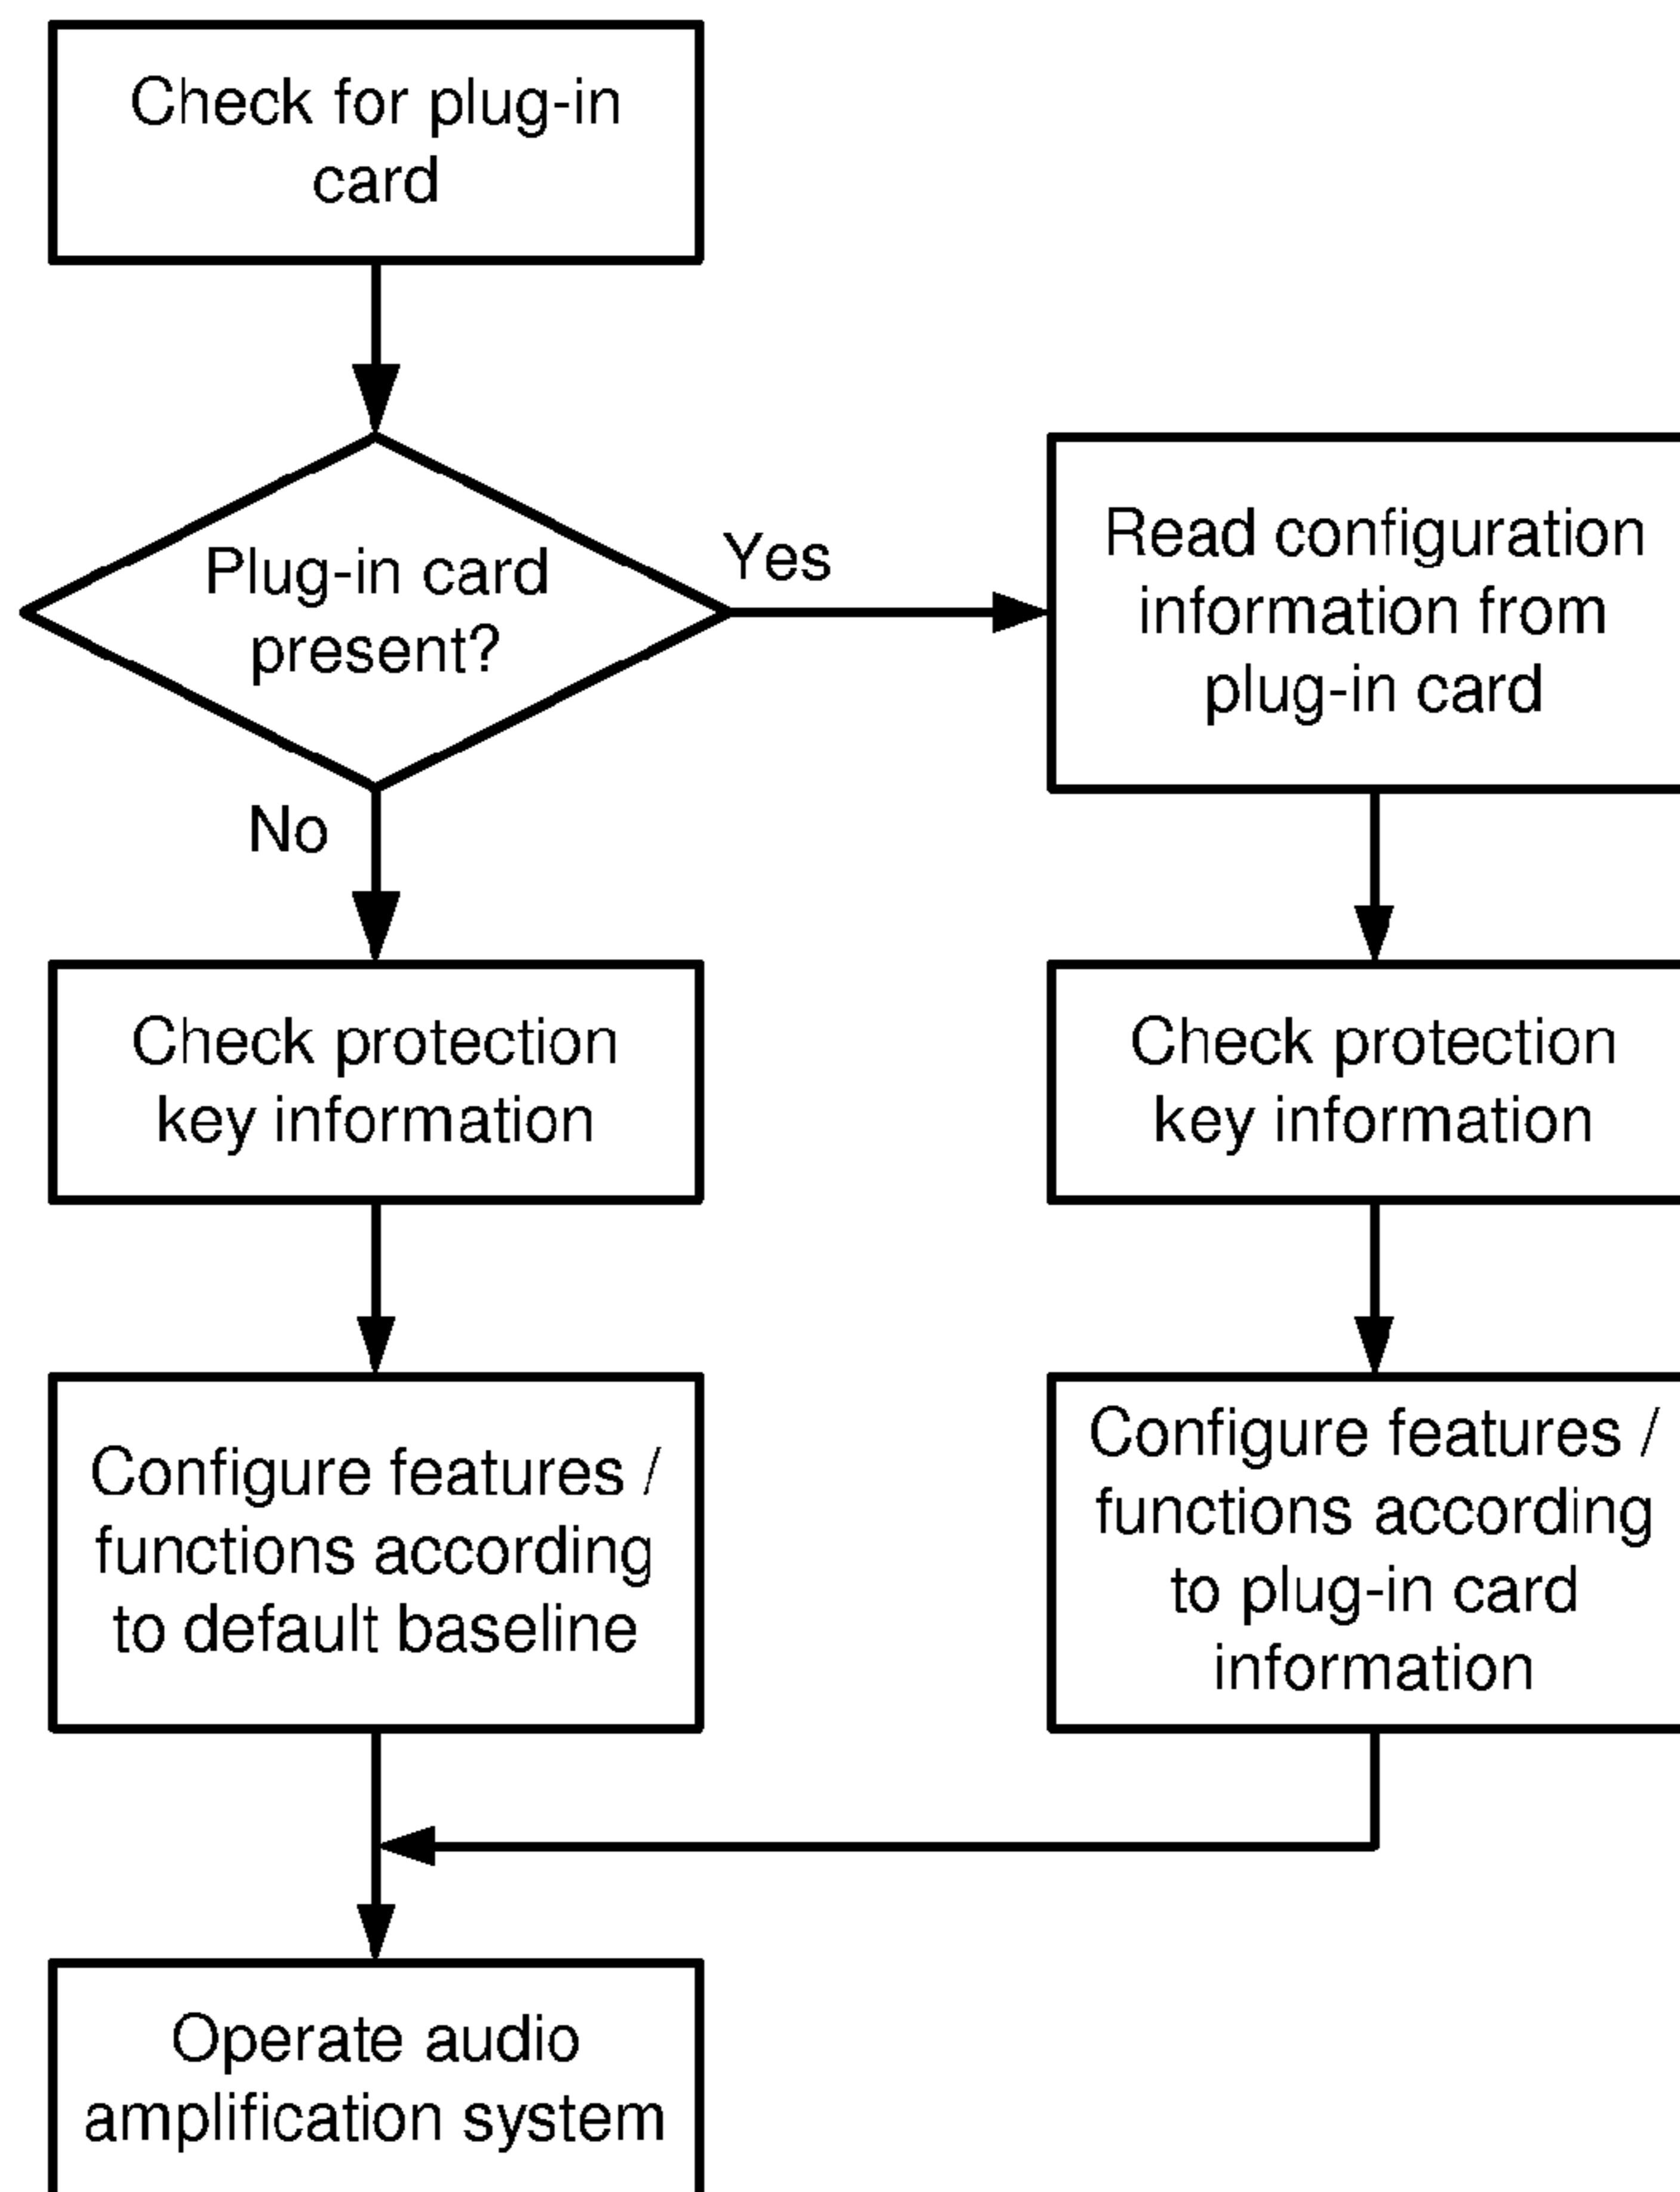 Check for plug-in
card
Plug-in card
present?
Yes
No
Read configuration
information from
plug-in card
Check protection
key information
Check protection
key information
Configure features /
functions according
to default baseline
Configure features /
functions according
to plug-in card
information
Operate audio
amplification system